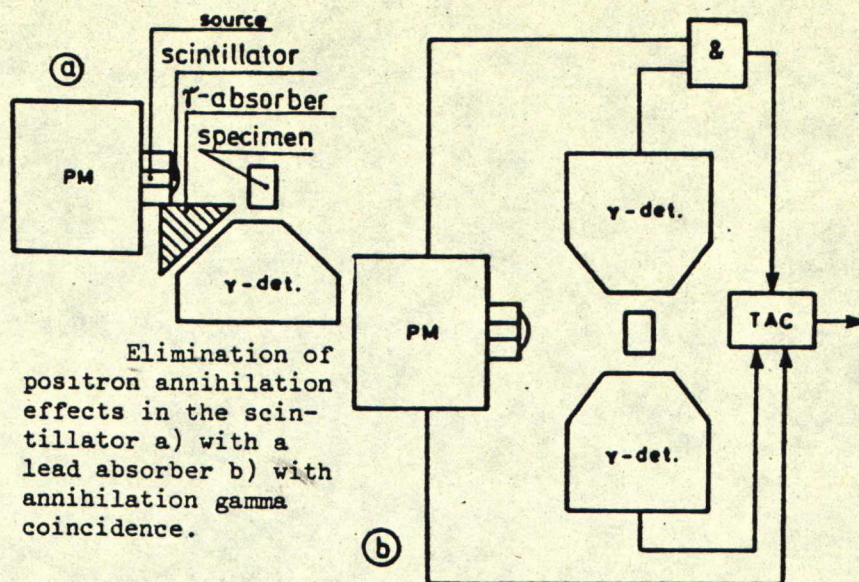 source
ⓐ
scintillator
γ-absorber
specimen
PM
γ-det.
&
γ-det.
PM
TAC
γ-det.
ⓑ
Elimination of
positron annihilation
effects in the scin-
tillator a) with a
lead absorber b) with
annihilation gamma
coincidence.